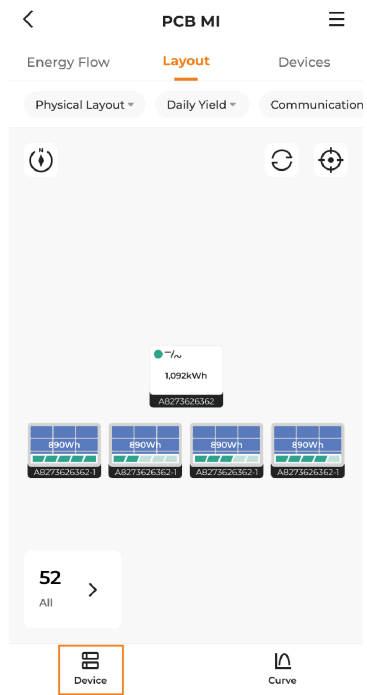 PCB MI
Energy Flow Layout Devices
Physical Layout Daily Yield Communication
N
1,092kWh
A8273626362
890Wh 890Wh 890Wh 890Wh
A8273626362-1 A8273626362-1 A8273626362-1 A8273626362-1
52
All
Device Curve